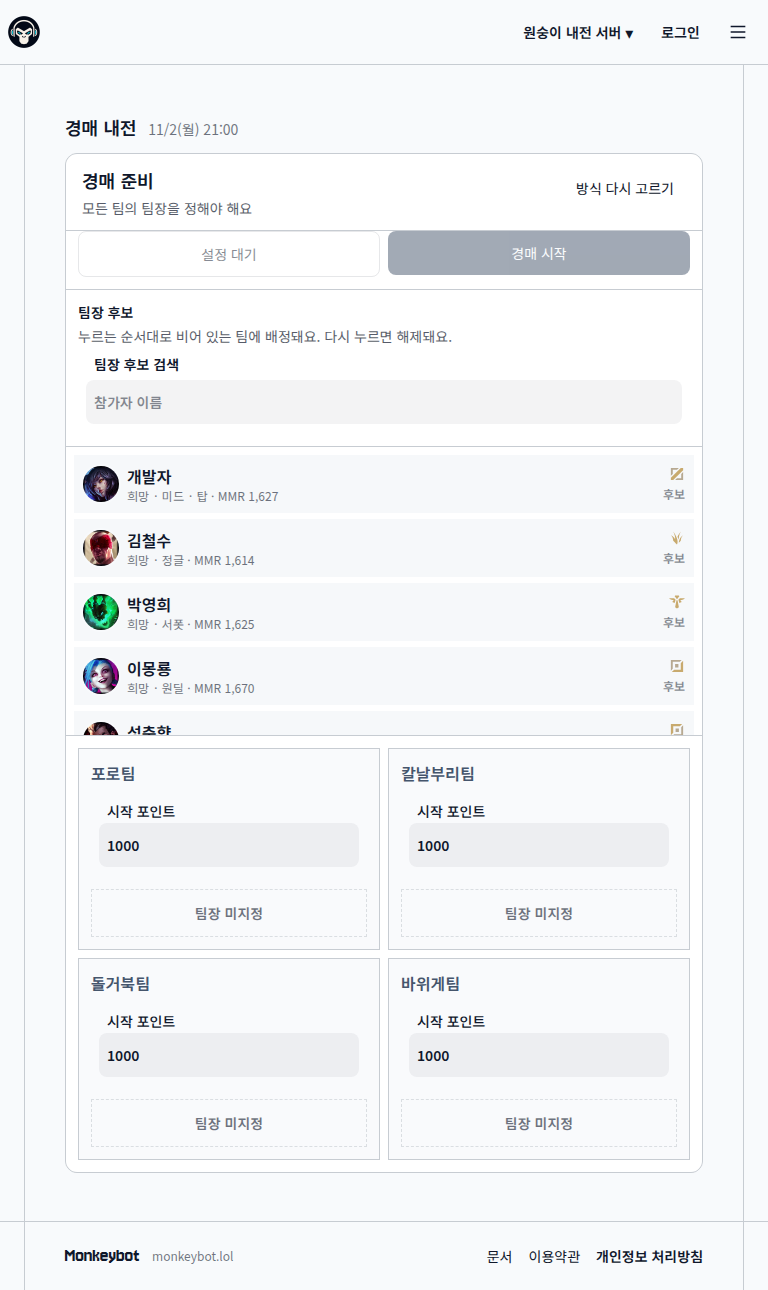 원숭이 내전 서버 ▾
로그인
경매 내전 11/2(월) 21:00
경매 준비
모든 팀의 팀장을 정해야 해요
방식 다시 고르기
설정 대기
경매 시작
팀장 후보
누르는 순서대로 비어 있는 팀에 배정돼요. 다시 누르면 해제돼요.
팀장 후보 검색
참가자 이름
개발자
희망 · 미드 · 탑 · MMR 1,627
후보
김철수
희망 · 정글 · MMR 1,614
후보
박영희
희망 · 서폿 · MMR 1,625
후보
이몽룡
희망 · 원딜 · MMR 1,670
후보
포로팀
시작 포인트
1000
팀장 미지정
칼날부리팀
시작 포인트
1000
팀장 미지정
돌거북팀
시작 포인트
1000
팀장 미지정
바위게팀
시작 포인트
1000
팀장 미지정
Monkeybot monkeybot.lol
문서 이용약관 개인정보 처리방침